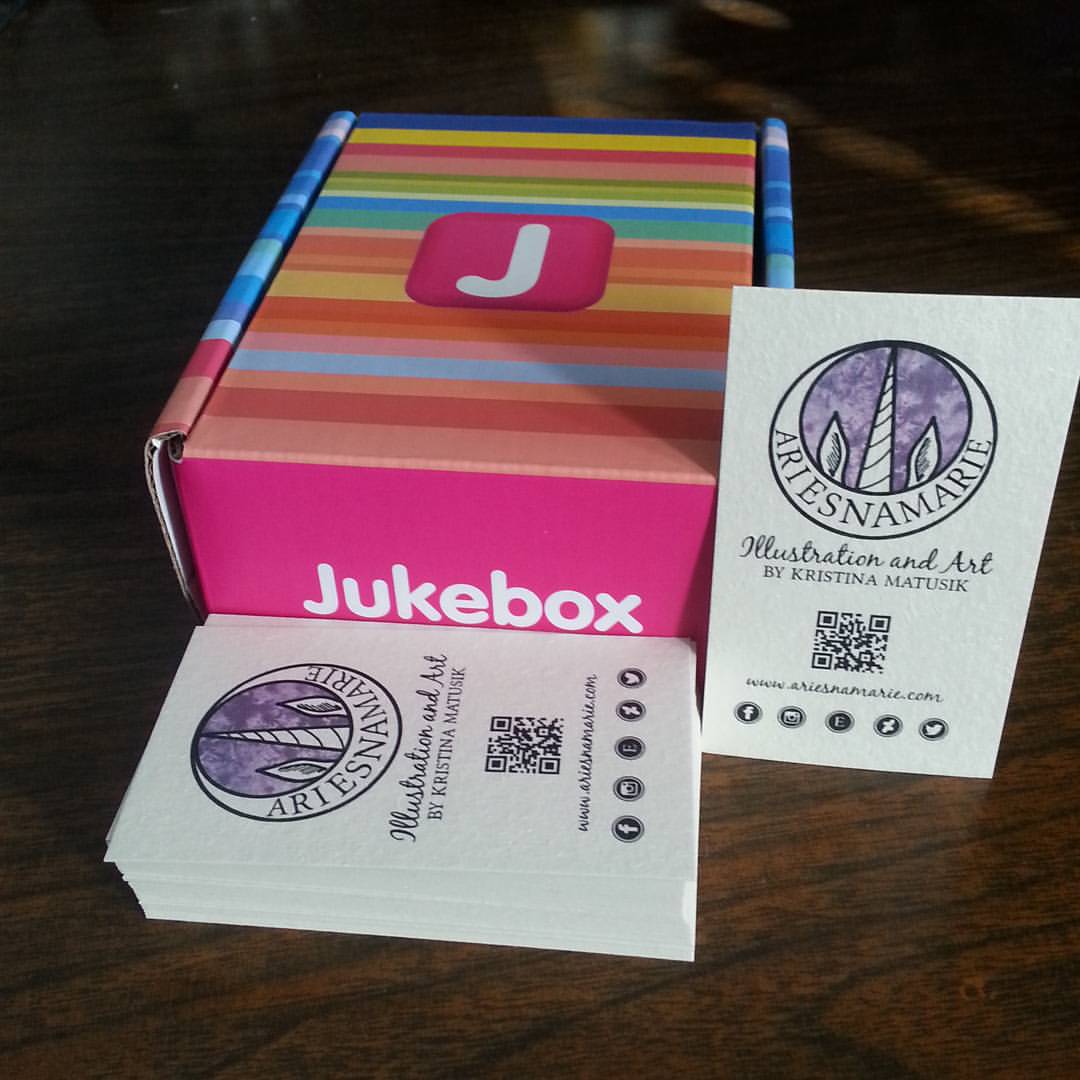 J
Jukebox
ARIESNAMARIE
Illustration and Art
BY KRISTINA MATUSIK
www.ariesnamarie.com
f
E
ARIESNAMARIE
Illustration and Art
BY KRISTINA MATUSIK
www.ariesnamarie.com
f
E